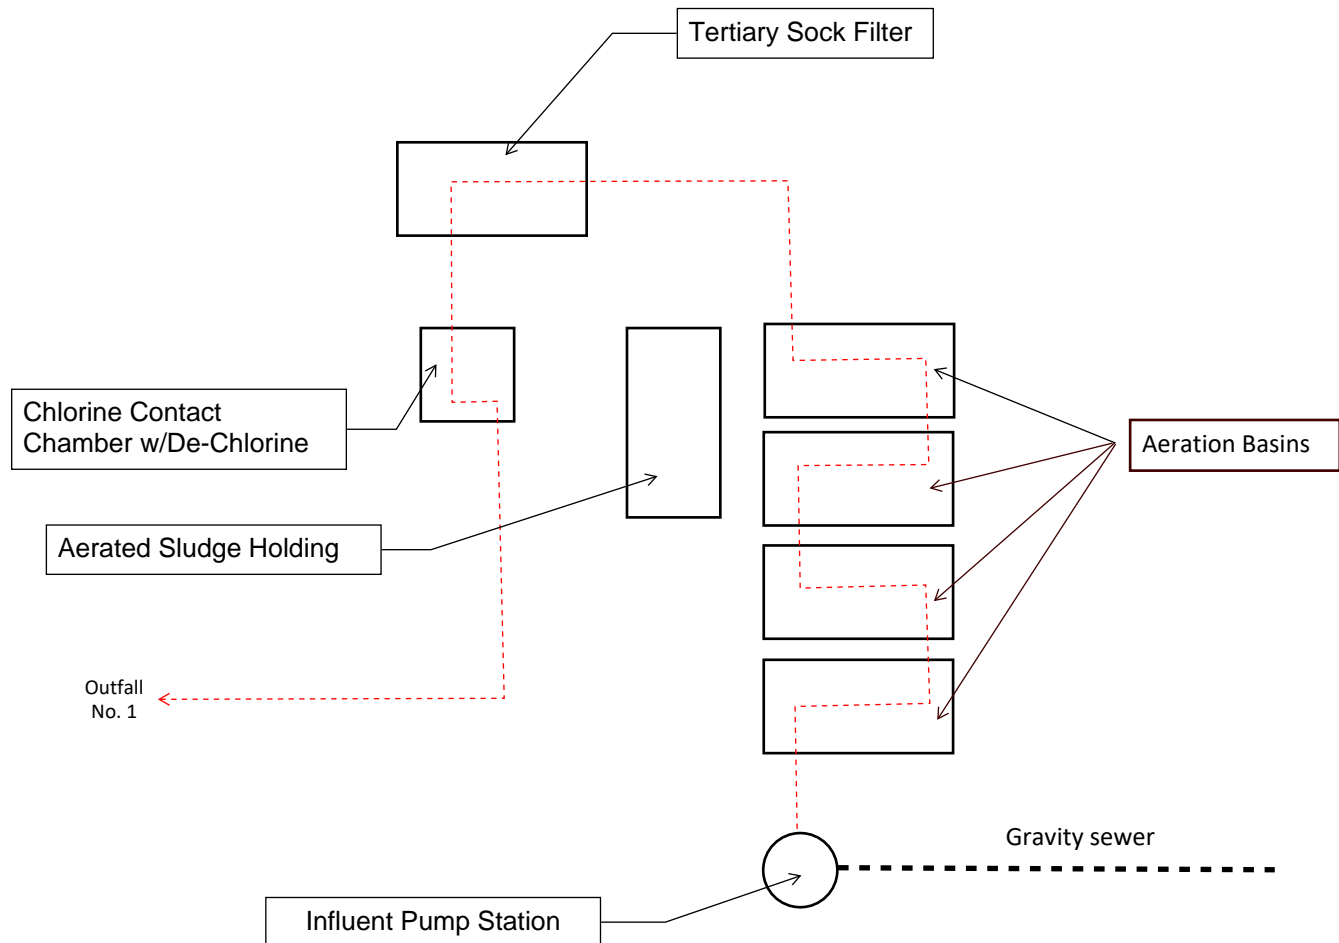 Tertiary Sock Filter
Chlorine Contact
Chamber w/De-Chlorine
Aeration Basins
Aerated Sludge Holding
Outfall
No. 1
Gravity sewer
Influent Pump Station